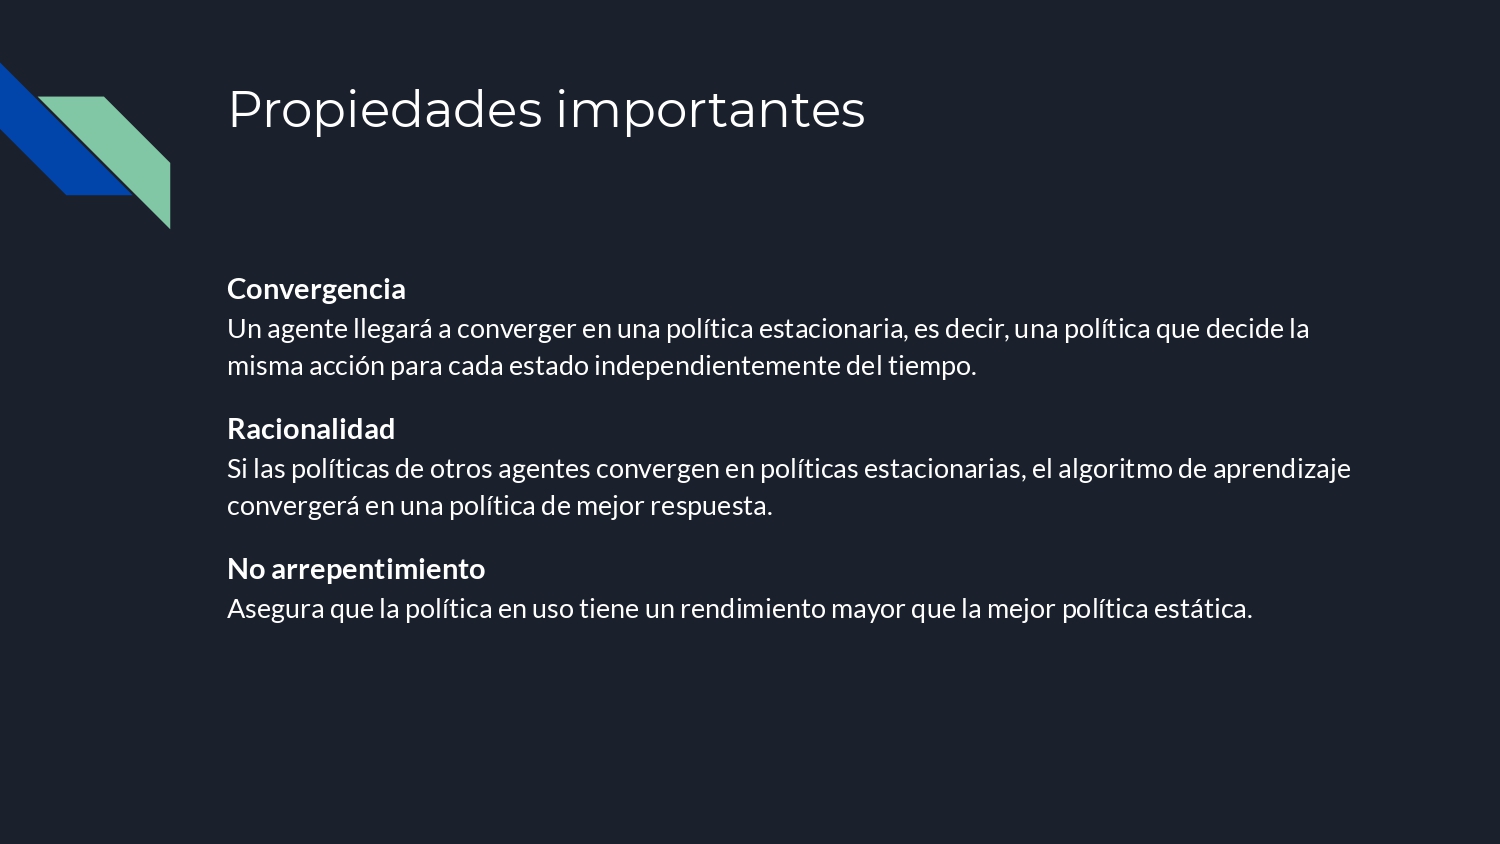 Propiedades importantes
Convergencia
Un agente llegará a converger en una política estacionaria, es decir, una política que decide la
misma acción para cada estado independientemente del tiempo.
Racionalidad
Si las políticas de otros agentes convergen en políticas estacionarias, el algoritmo de aprendizaje
convergerá en una política de mejor respuesta.
No arrepentimiento
Asegura que la política en uso tiene un rendimiento mayor que la mejor política estática.